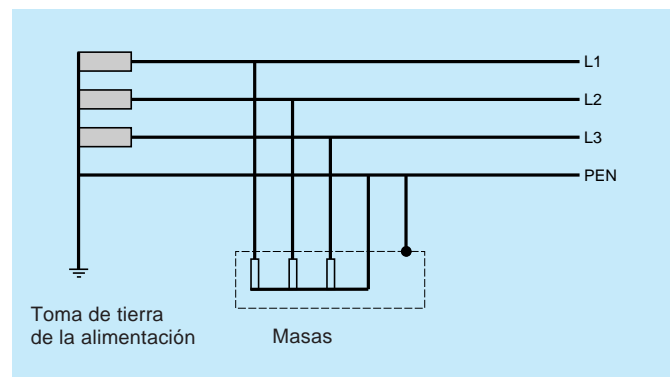 L1
L2
L3
PEN
Toma de tierra
de la alimentación
Masas